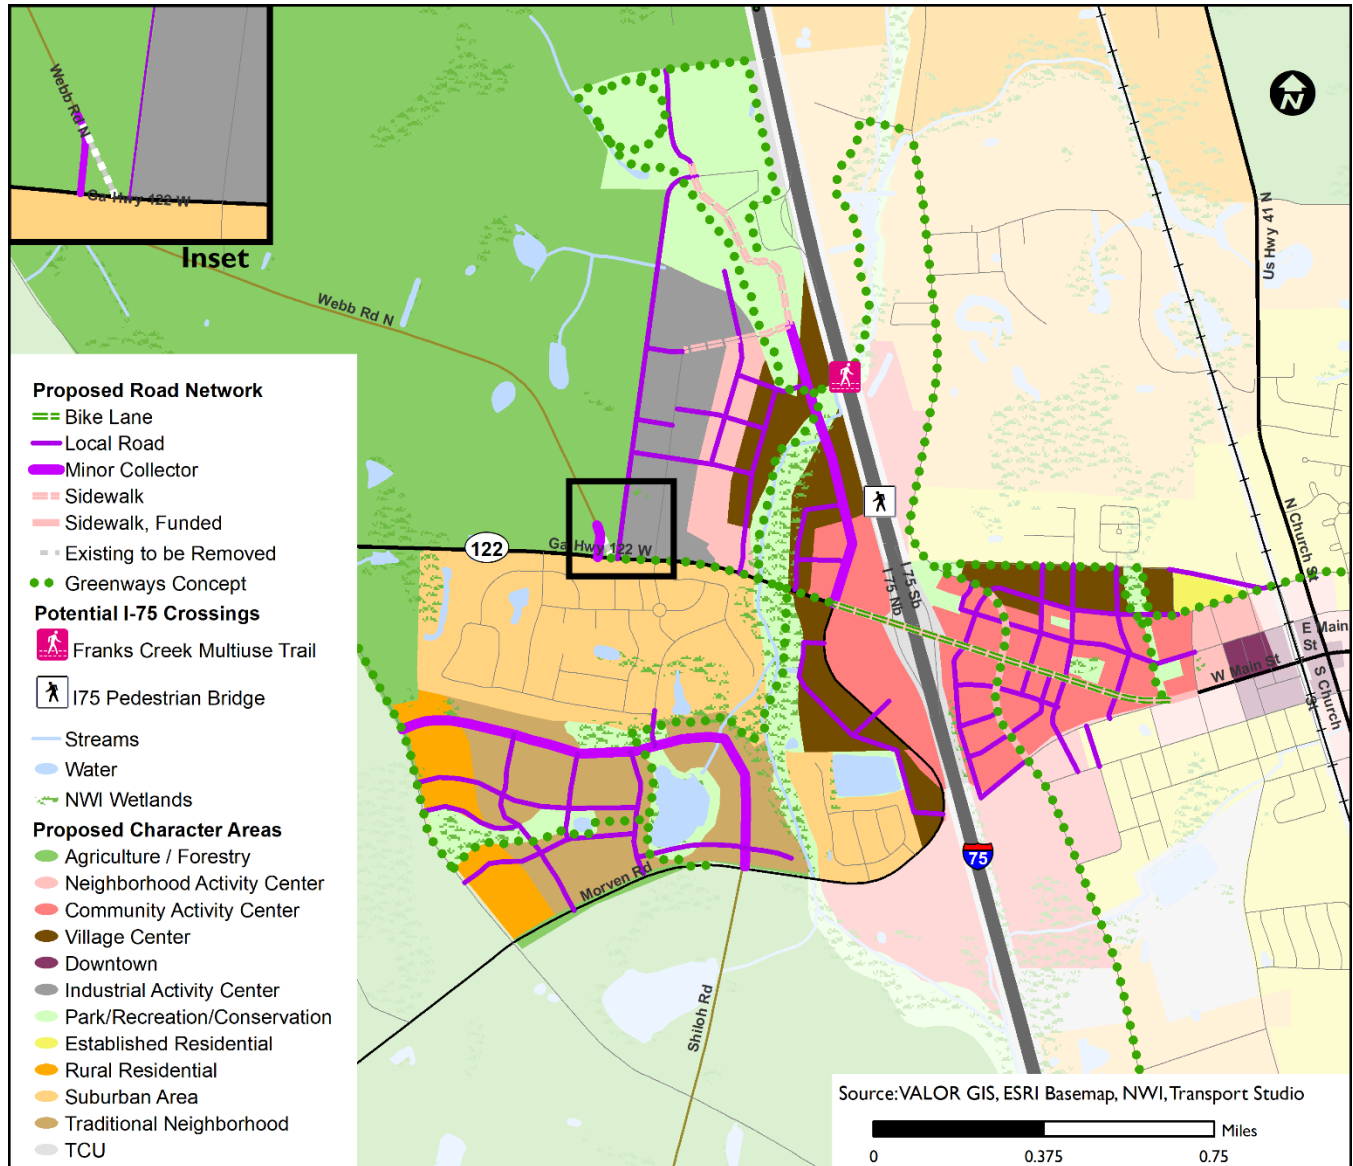 Webb Rd N
Ga Hwy 122 W
Inset
N
Us Hwy 41 N
Webb Rd N
Proposed Road Network
Bike Lane
Local Road
Minor Collector
Sidewalk
Sidewalk, Funded
Existing to be Removed
Greenways Concept
Potential I-75 Crossings
Franks Creek Multiuse Trail
I75 Pedestrian Bridge
Streams
Water
NWI Wetlands
Proposed Character Areas
Agriculture / Forestry
Neighborhood Activity Center
Community Activity Center
Village Center
Downtown
Industrial Activity Center
Park/Recreation/Conservation
Established Residential
Rural Residential
Suburban Area
Traditional Neighborhood
TCU
122
Ga Hwy 122 W
I 75 Sb
I 75 Nb
N Church St
E Main
St
W Main St
S Church
St
75
Morven Rd
Shiloh Rd
Source: VALOR GIS, ESRI Basemap, NWI, Transport Studio
Miles
0 0.375 0.75